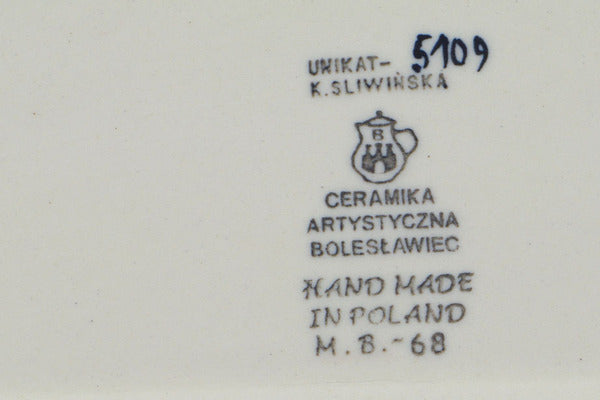 UNIKAT- 5109
K.SLIWIŃSKA
B
CERAMIKA
ARTYSTYCZNA
BOLESŁAWIEC
HAND MADE
IN POLAND
M.B.-68